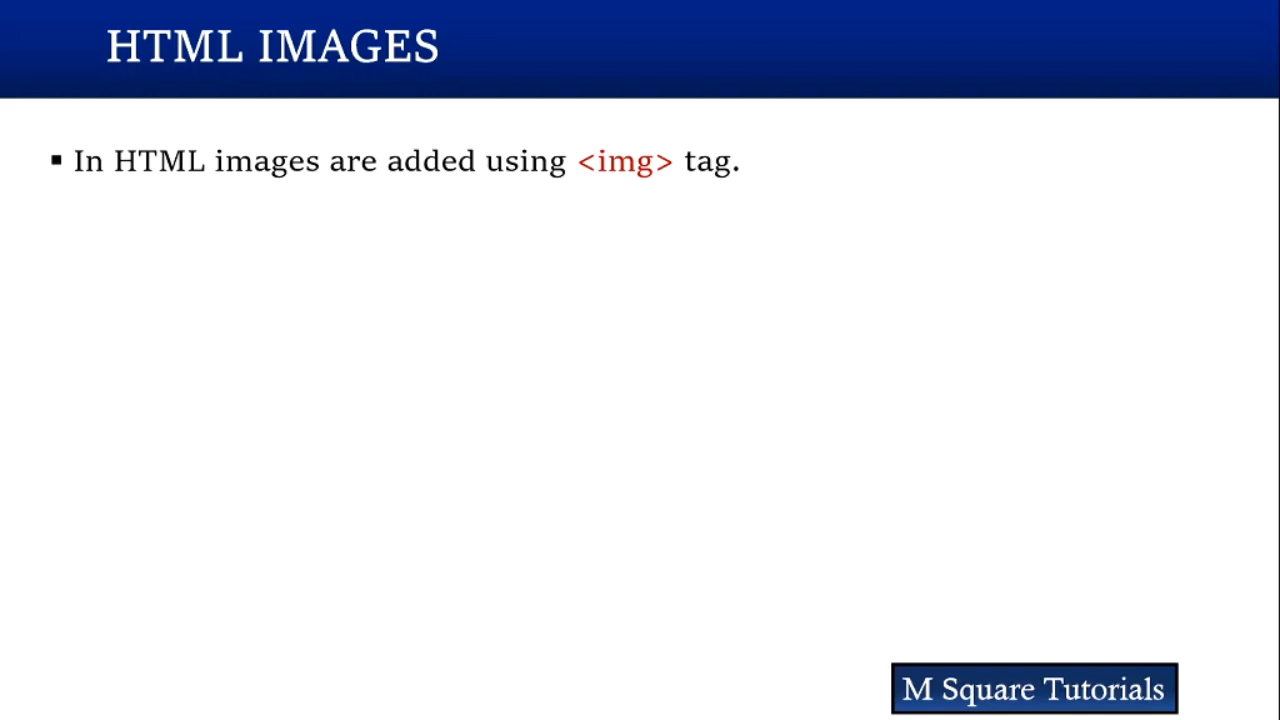 HTML IMAGES
▪ In HTML images are added using <img> tag.
M Square Tutorials